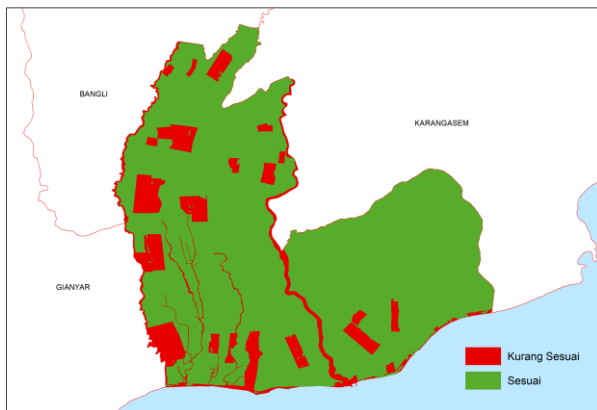 BANGLI
KARANGASEM
GIANYAR
Kurang Sesuai
Sesuai